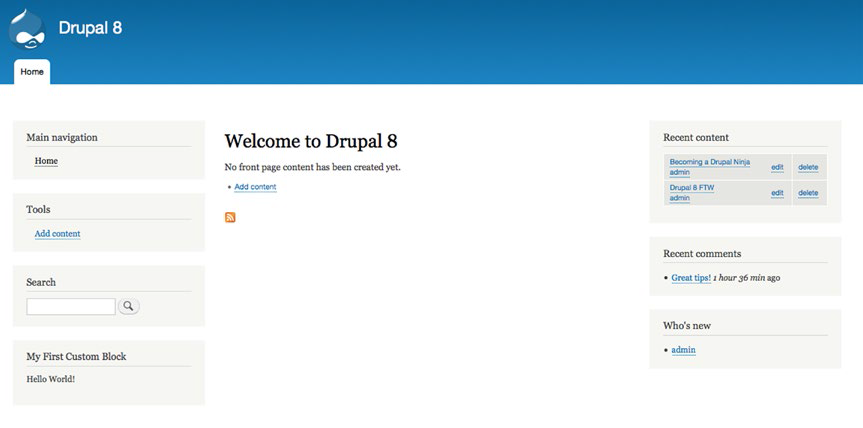 Drupal 8
Home
Main navigation
Home
Tools
Add content
Search
My First Custom Block
Hello World!
Welcome to Drupal 8
No front page content has been created yet.
Add content
Recent content
Becoming a Drupal Ninja edit delete
admin
Drupal 8 FTW edit delete
admin
Recent comments
Great tips! 1 hour 36 min ago
Who's new
admin